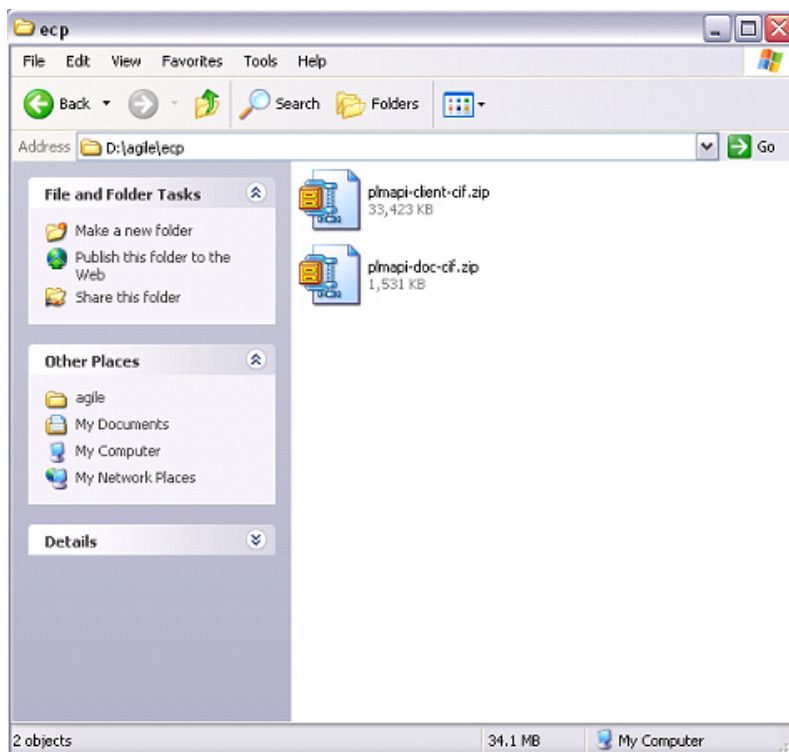 ecp
File Edit View Favorites Tools Help
Back Search Folders
Address D:\agile\ecp Go
File and Folder Tasks
Make a new folder
Publish this folder to the
Web
Share this folder
Other Places
agile
My Documents
My Computer
My Network Places
Details
plmapi-client-cif.zip
33,423 KB
plmapi-doc-cif.zip
1,531 KB
2 objects 34.1 MB My Computer